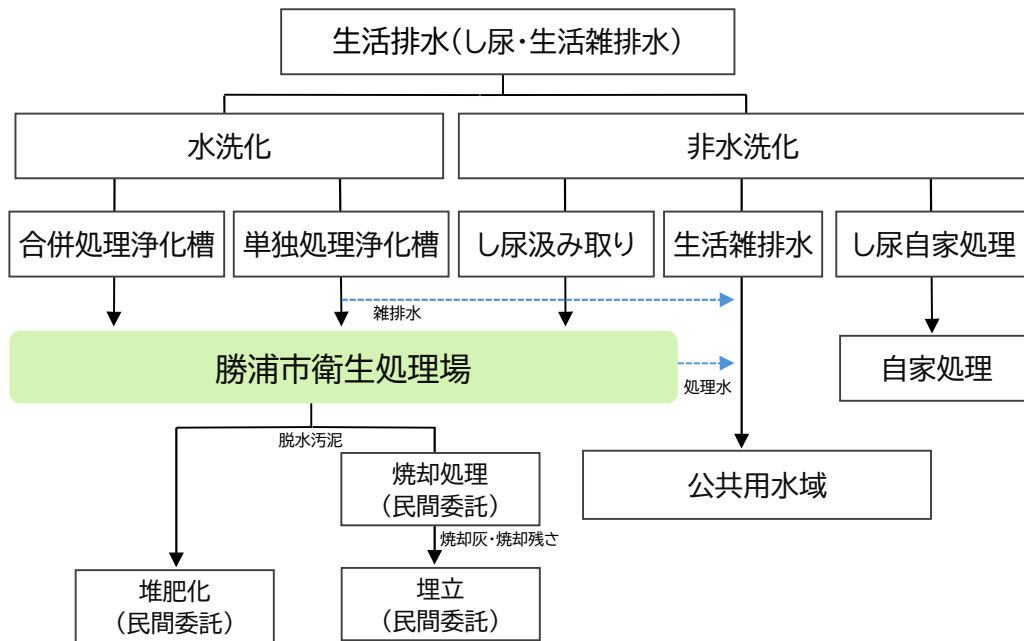 生活排水(し尿・生活雑排水)
水洗化
非水洗化
合併処理浄化槽
単独処理浄化槽
し尿汲み取り
生活雑排水
し尿自家処理
雑排水
勝浦市衛生処理場
処理水
自家処理
脱水汚泥
焼却処理
(民間委託)
公共用水域
焼却灰・焼却残さ
堆肥化
(民間委託)
埋立
(民間委託)